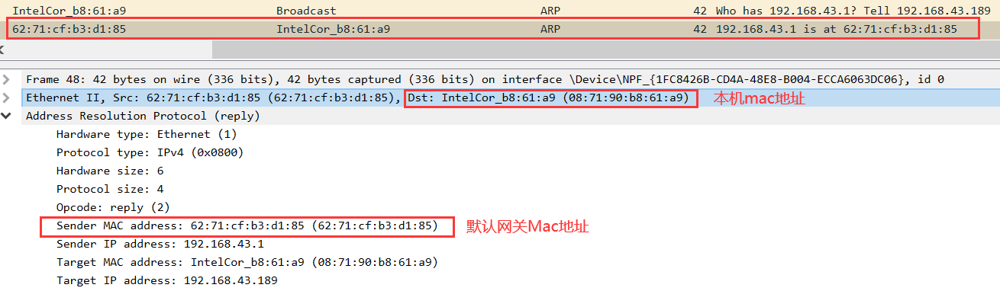 IntelCor_b8:61:a9 Broadcast ARP 42 Who has 192.168.43.1? Tell 192.168.43.189
62:71:cf:b3:d1:85 IntelCor_b8:61:a9 ARP 42 192.168.43.1 is at 62:71:cf:b3:d1:85
Frame 48: 42 bytes on wire (336 bits), 42 bytes captured (336 bits) on interface \Device\NPF_{1FC8426B-CD4A-48E8-B004-ECCA6063DC06}, id 0
Ethernet II, Src: 62:71:cf:b3:d1:85 (62:71:cf:b3:d1:85), Dst: IntelCor_b8:61:a9 (08:71:90:b8:61:a9) 本机mac地址
Address Resolution Protocol (reply)
Hardware type: Ethernet (1)
Protocol type: IPv4 (0x0800)
Hardware size: 6
Protocol size: 4
Opcode: reply (2)
Sender MAC address: 62:71:cf:b3:d1:85 (62:71:cf:b3:d1:85) 默认网关Mac地址
Sender IP address: 192.168.43.1
Target MAC address: IntelCor_b8:61:a9 (08:71:90:b8:61:a9)
Target IP address: 192.168.43.189